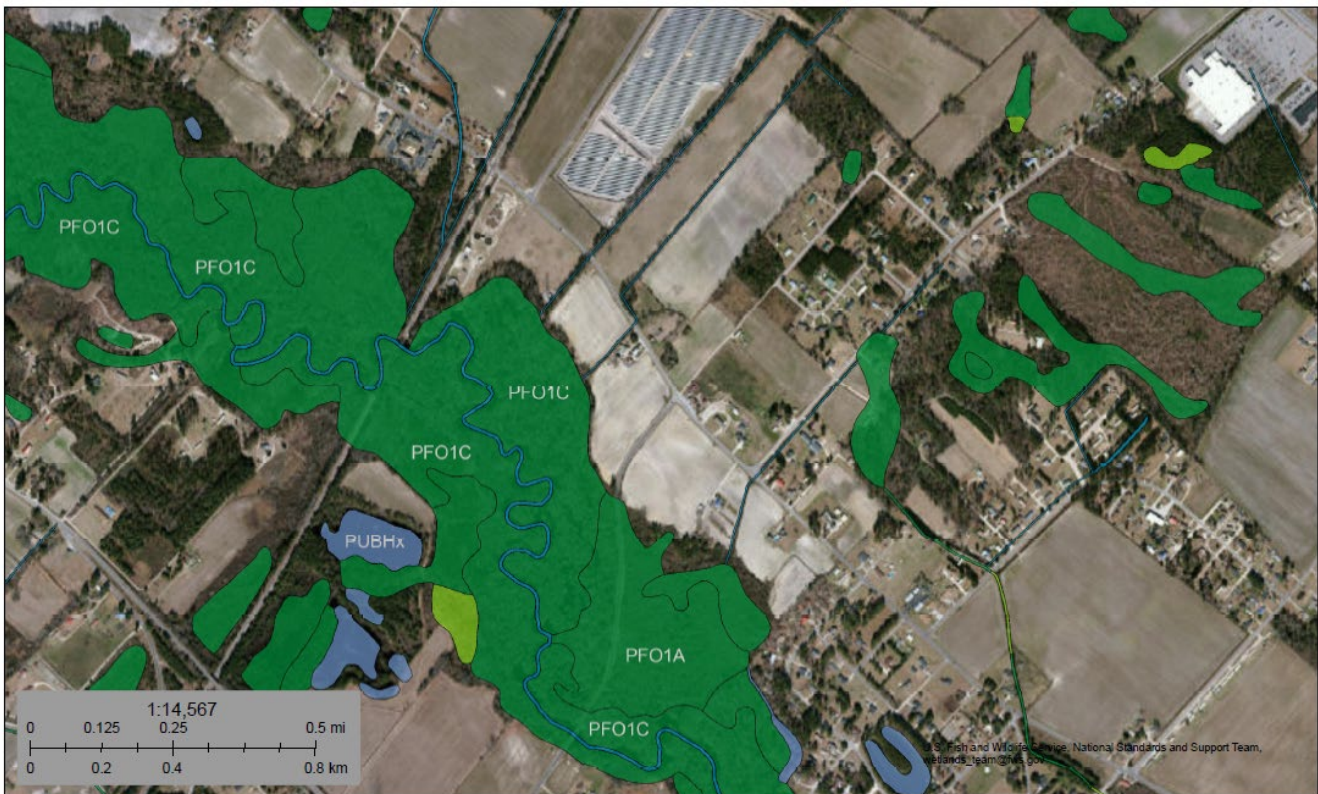 PFO1C
PFO1C
PFO1C
PFO1C
PUBHx
PFO1A
PFO1C
1:14,567
0 0.125 0.25 0.5 mi
0 0.2 0.4 0.8 km
U.S. Fish and Wildlife Service, National Standards and Support Team,
wetlands_team@fws.gov